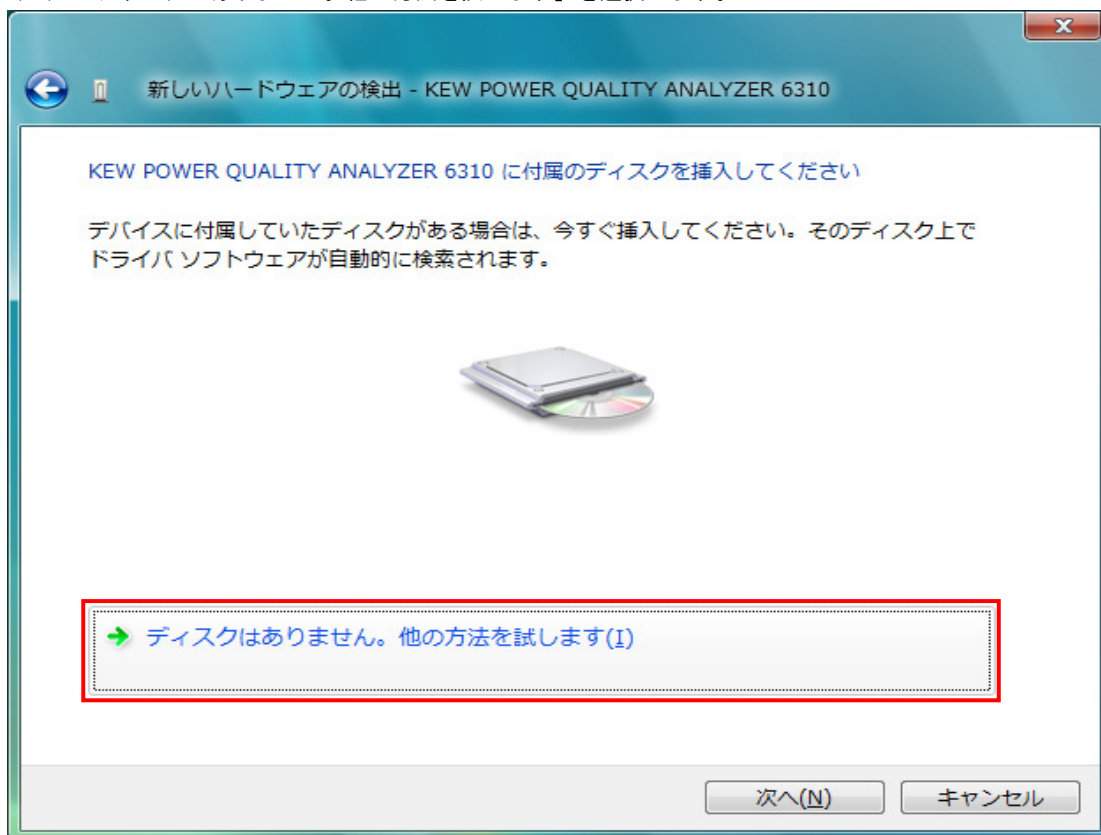 新しいハードウェアの検出 - KEW POWER QUALITY ANALYZER 6310
KEW POWER QUALITY ANALYZER 6310 に付属のディスクを挿入してください
デバイスに付属していたディスクがある場合は、今すぐ挿入してください。そのディスク上で
ドライバ ソフトウェアが自動的に検索されます。
ディスクはありません。他の方法を試します(I)
次へ(N)
キャンセル